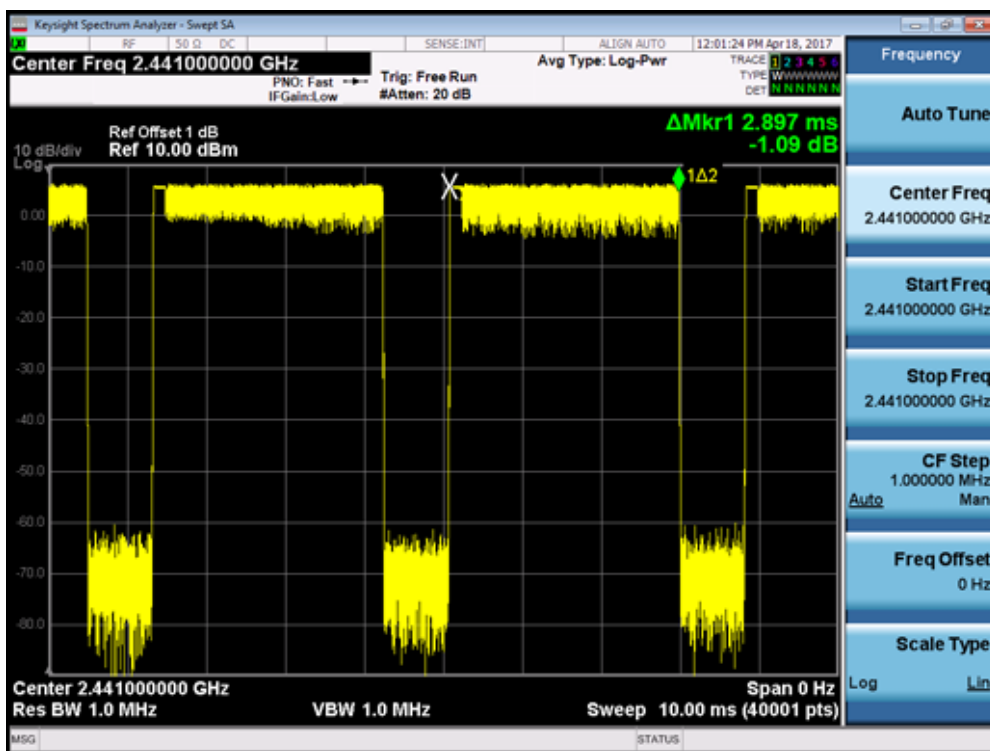 Keysight Spectrum Analyzer - Swept SA
RF 50 Ω DC SENSE:INT ALIGN AUTO 12:01:24 PM Apr 18, 2017
Center Freq 2.441000000 GHz
PNO: Fast
IFGain:Low
Trig: Free Run
#Atten: 20 dB
Avg Type: Log-Pwr
TRACE 1 2 3 4 5 6
TYPE WWWWWW
DET N N N N N N
ΔMkr1 2.897 ms
-1.09 dB
Ref Offset 1 dB
10 dB/div Ref 10.00 dBm
Log
1Δ2
0.00
-10.0
-20.0
-30.0
-40.0
-50.0
-60.0
-70.0
-80.0
Center 2.441000000 GHz Span 0 Hz
Res BW 1.0 MHz VBW 1.0 MHz Sweep 10.00 ms (40001 pts)
MSG STATUS
Frequency
Auto Tune
Center Freq
2.441000000 GHz
Start Freq
2.441000000 GHz
Stop Freq
2.441000000 GHz
CF Step
1.000000 MHz
Auto Man
Freq Offset
0 Hz
Scale Type
Log Lin